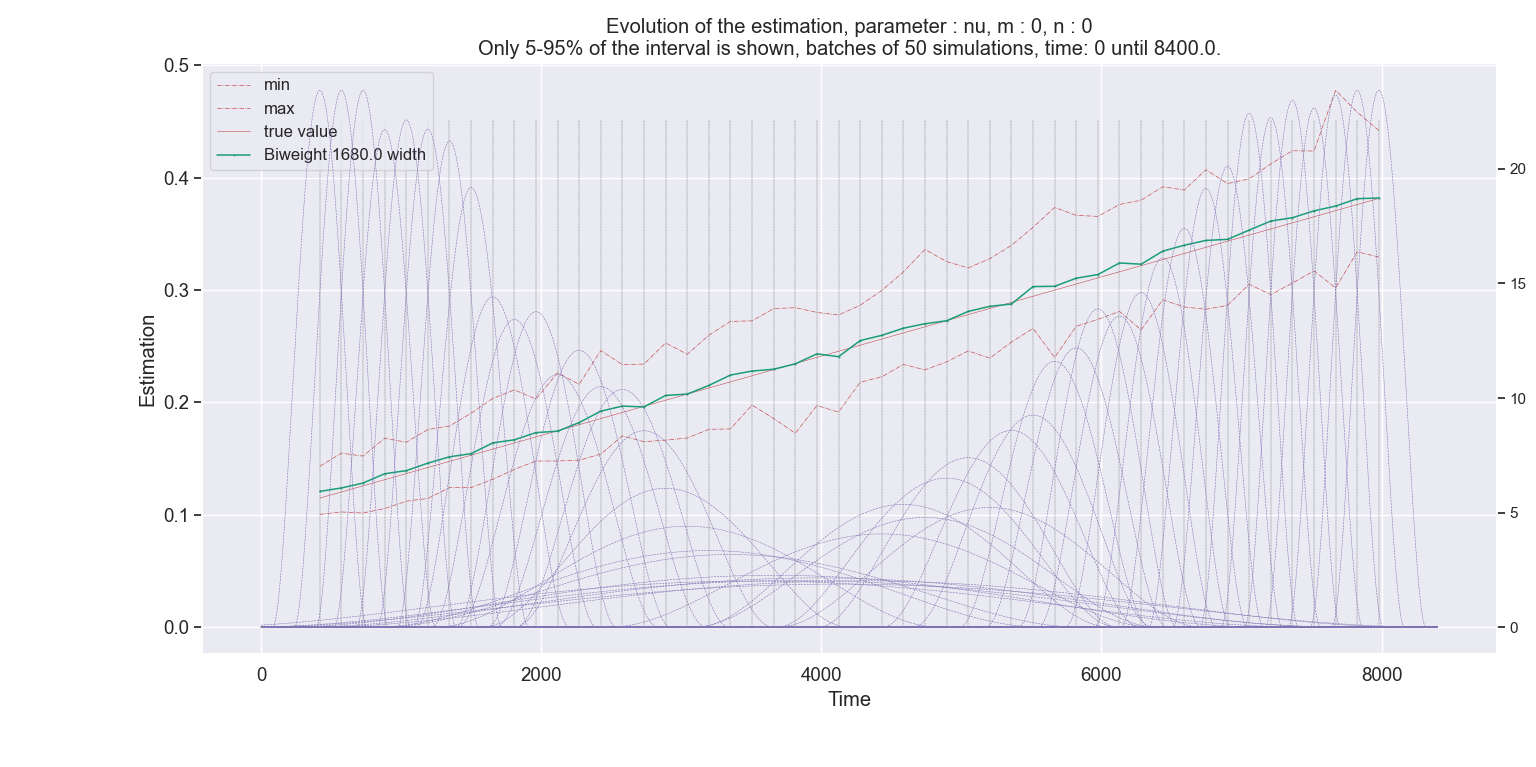 Evolution of the estimation, parameter : nu, m : 0, n : 0
Only 5-95% of the interval is shown, batches of 50 simulations, time: 0 until 8400.0.
min
max
true value
Biweight 1680.0 width
Estimation
0.5
0.4
0.3
0.2
0.1
0.0
20
15
10
5
0
0
2000
4000
6000
8000
Time